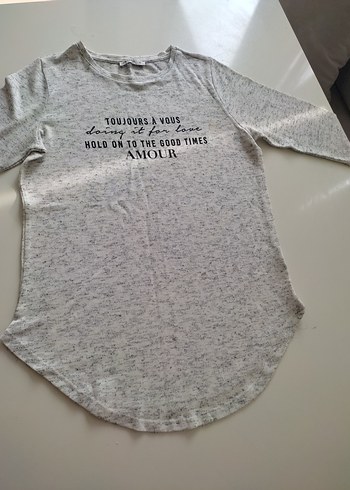 TOUJOURS À VOUS
doing it for love
HOLD ON TO THE GOOD TIMES
AMOUR